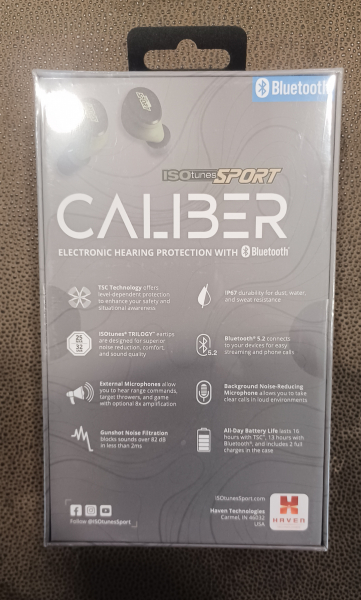 Bluetooth
ISOtunes SPORT
CALIBER
ELECTRONIC HEARING PROTECTION WITH Bluetooth®
TSC Technology offers
level-dependent protection
to enhance your safety and
situational awareness
IP67 durability for dust, water,
and sweat resistance
ISOtunes® TRILOGY™ eartips
are designed for superior
noise reduction, comfort,
and sound quality
5.2
Bluetooth® 5.2 connects
to your devices for easy
streaming and phone calls
External Microphones allow
you to hear range commands,
target throwers, and game
with optional 8x amplification
Background Noise-Reducing
Microphone allows you to
take clear calls in loud environments
Gunshot Noise Filtration
blocks sounds over 82 dB
in less than 2ms
All-Day Battery Life lasts 16
hours with TSC, 13 hours with
Bluetooth®, and includes 2 full
charges in the case
Follow @ISOtunesSport
ISOtunesSport.com
Haven Technologies
Carmel, IN 46032
USA
HAVEN